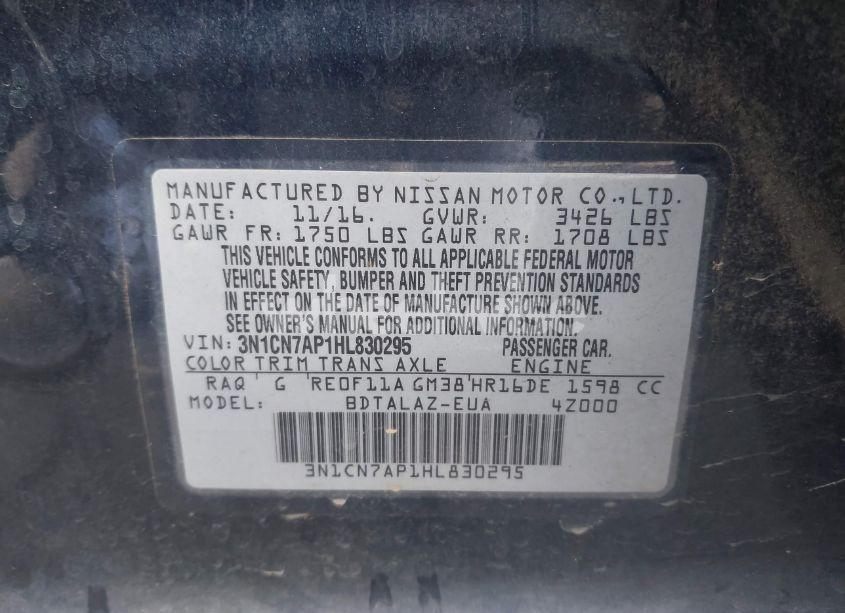 MANUFACTURED BY NISSAN MOTOR CO.,LTD.
DATE: 11/16. GVWR: 3426 LBS
GAWR FR: 1750 LBS GAWR RR: 1708 LBS
THIS VEHICLE CONFORMS TO ALL APPLICABLE FEDERAL MOTOR
VEHICLE SAFETY, BUMPER AND THEFT PREVENTION STANDARDS
IN EFFECT ON THE DATE OF MANUFACTURE SHOWN ABOVE.
SEE OWNER'S MANUAL FOR ADDITIONAL INFORMATION.
VIN: 3N1CN7AP1HL830295 PASSENGER CAR.
COLOR TRIM TRANS AXLE ENGINE
RAQ G RE0F11A GM38 HR16DE 1598 CC
MODEL: BDTALAZ-EUA 4Z000
3N1CN7AP1HL830295